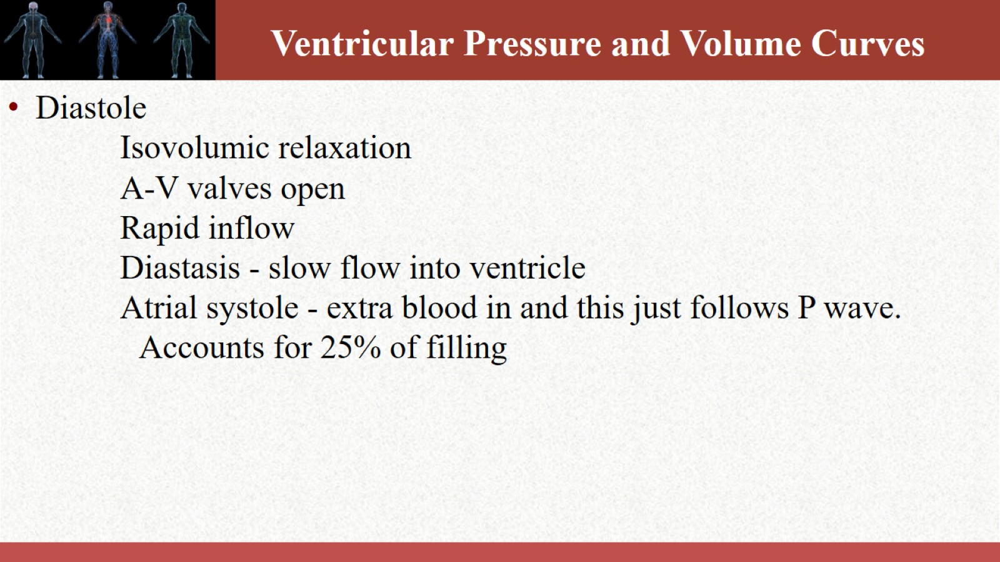 Ventricular Pressure and Volume Curves
• Diastole
Isovolumic relaxation
A-V valves open
Rapid inflow
Diastasis - slow flow into ventricle
Atrial systole - extra blood in and this just follows P wave.
Accounts for 25% of filling